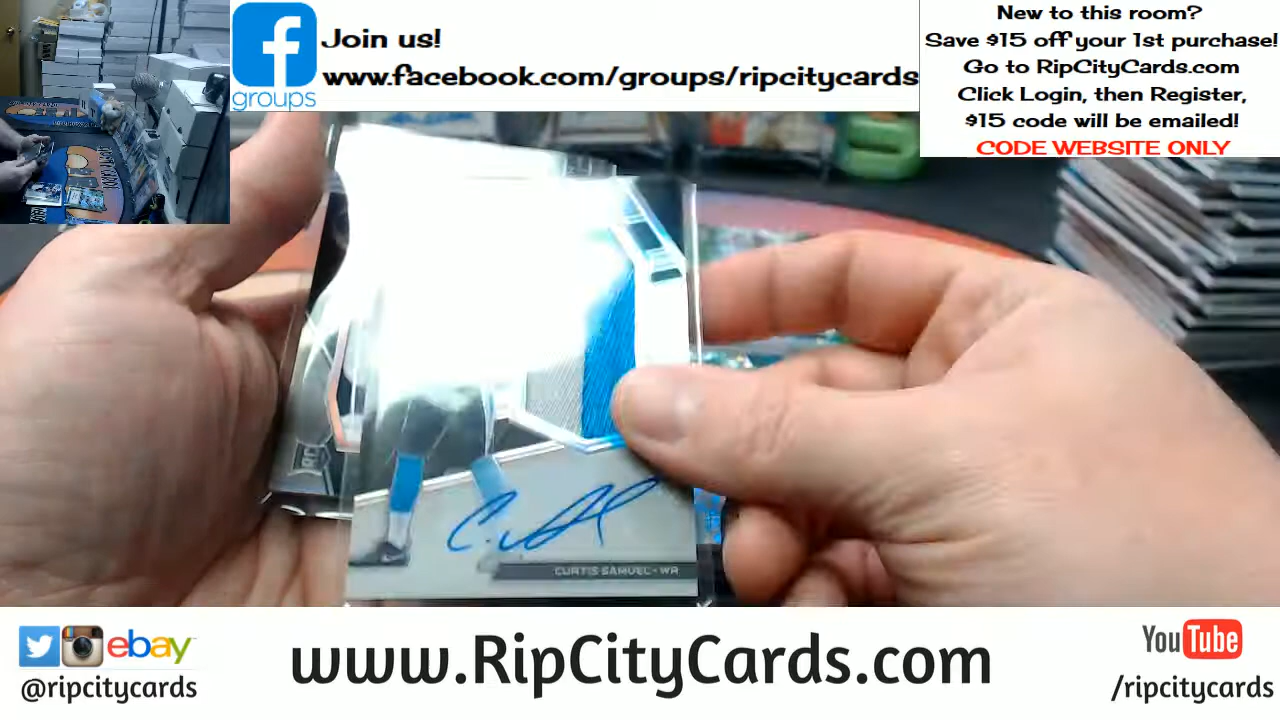 Join us!
www.facebook.com/groups/ripcitycards
groups
New to this room?
Save $15 off your 1st purchase!
Go to RipCityCards.com
Click Login, then Register,
$15 code will be emailed!
CODE WEBSITE ONLY
CURTIS SAMUEL - WR
ebay
@ripcitycards
www.RipCityCards.com
YouTube
/ripcitycards